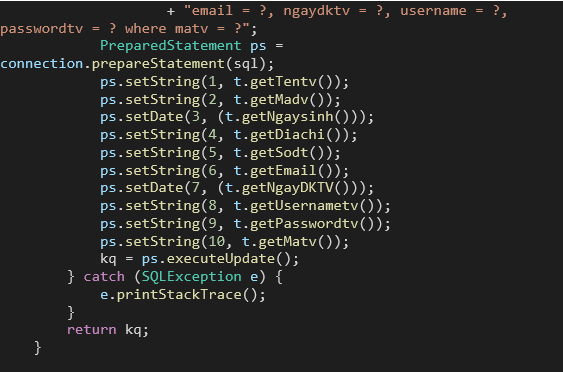 + "email = ?, ngaydktv = ?, username = ?,
passwordtv = ? where matv = ?";
PreparedStatement ps =
connection.prepareStatement(sql);
ps.setString(1, t.getTentv());
ps.setString(2, t.getMadv());
ps.setDate(3, (t.getNgaysinh()));
ps.setString(4, t.getDiachi());
ps.setString(5, t.getSodt());
ps.setString(6, t.getEmail());
ps.setDate(7, (t.getNgayDKTV()));
ps.setString(8, t.getUsernametv());
ps.setString(9, t.getPasswordtv());
ps.setString(10, t.getMatv());
kq = ps.executeUpdate();
} catch (SQLException e) {
e.printStackTrace();
}
return kq;
}